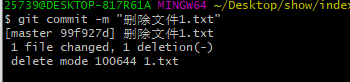 25739@DESKTOP-817R61A MINGW64 ~/Desktop/show/index
$ git commit -m "删除文件1.txt"
[master 99f927d] 删除文件1.txt
1 file changed, 1 deletion(-)
delete mode 100644 1.txt